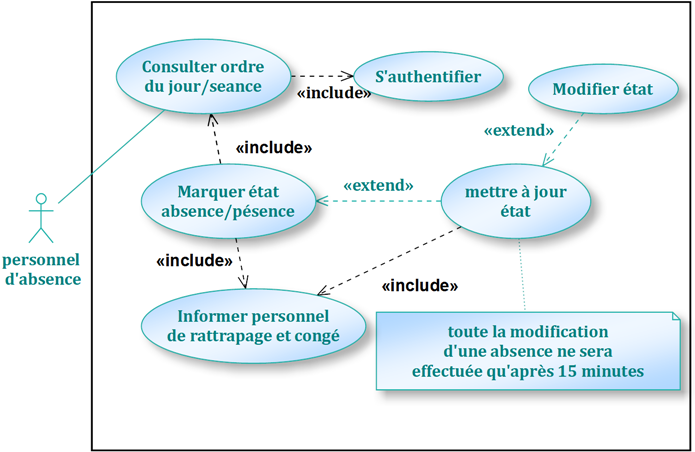 Consulter ordre
du jour/seance
«include»
S'authentifier
Modifier état
«extend»
«include»
Marquer état
absence/pésence
«extend»
mettre à jour
état
personnel
d'absence
«include»
«include»
Informer personnel
de rattrapage et congé
toute la modification
d'une absence ne sera
effectuée qu'après 15 minutes